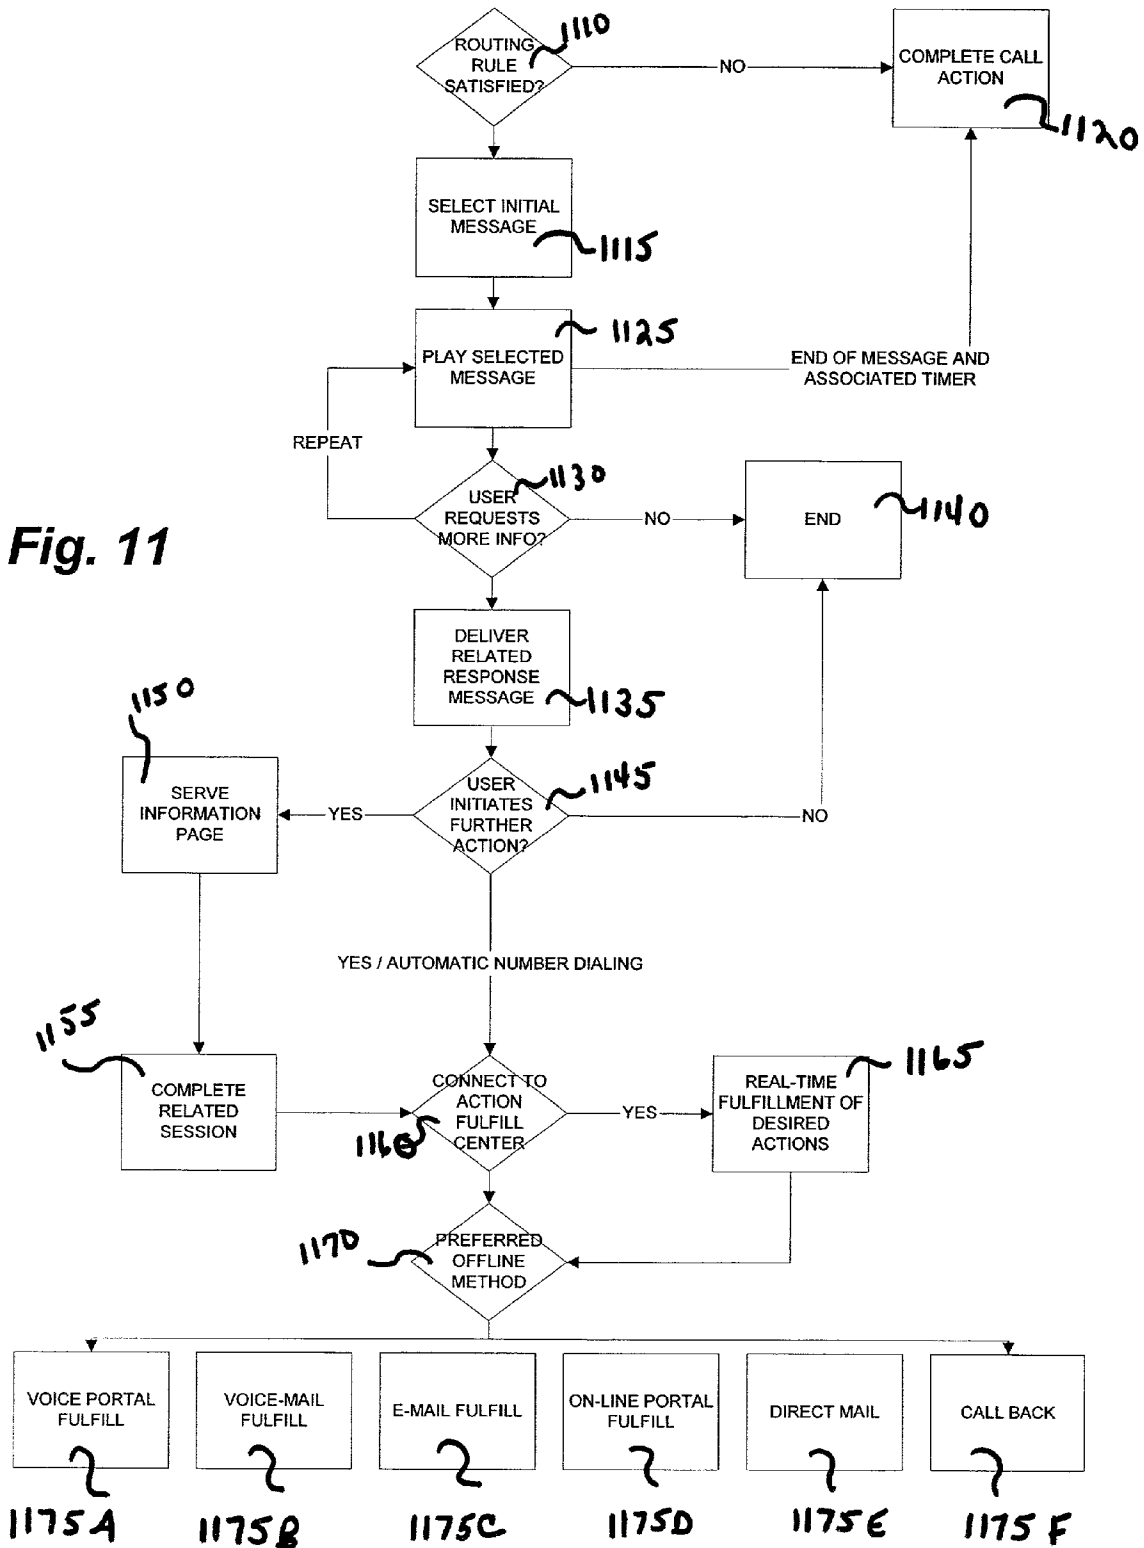 ROUTING
RULE
SATISFIED?
1110
NO
COMPLETE CALL
ACTION
1120
SELECT INITIAL
MESSAGE
1115
PLAY SELECTED
MESSAGE
1125
END OF MESSAGE AND
ASSOCIATED TIMER
REPEAT
USER
REQUESTS
MORE INFO?
1130
NO
END
1140
Fig. 11
DELIVER
RELATED
RESPONSE
MESSAGE
1135
1150
SERVE
INFORMATION
PAGE
YES
USER
INITIATES
FURTHER
ACTION?
1145
NO
YES / AUTOMATIC NUMBER DIALING
1155
COMPLETE
RELATED
SESSION
CONNECT TO
ACTION
FULFILL
CENTER
1160
YES
REAL-TIME
FULFILLMENT OF
DESIRED
ACTIONS
1165
1170
PREFERRED
OFFLINE
METHOD
VOICE PORTAL
FULFILL
VOICE-MAIL
FULFILL
E-MAIL FULFILL
ON-LINE PORTAL
FULFILL
DIRECT MAIL
CALL BACK
1175A
1175B
1175C
1175D
1175E
1175F